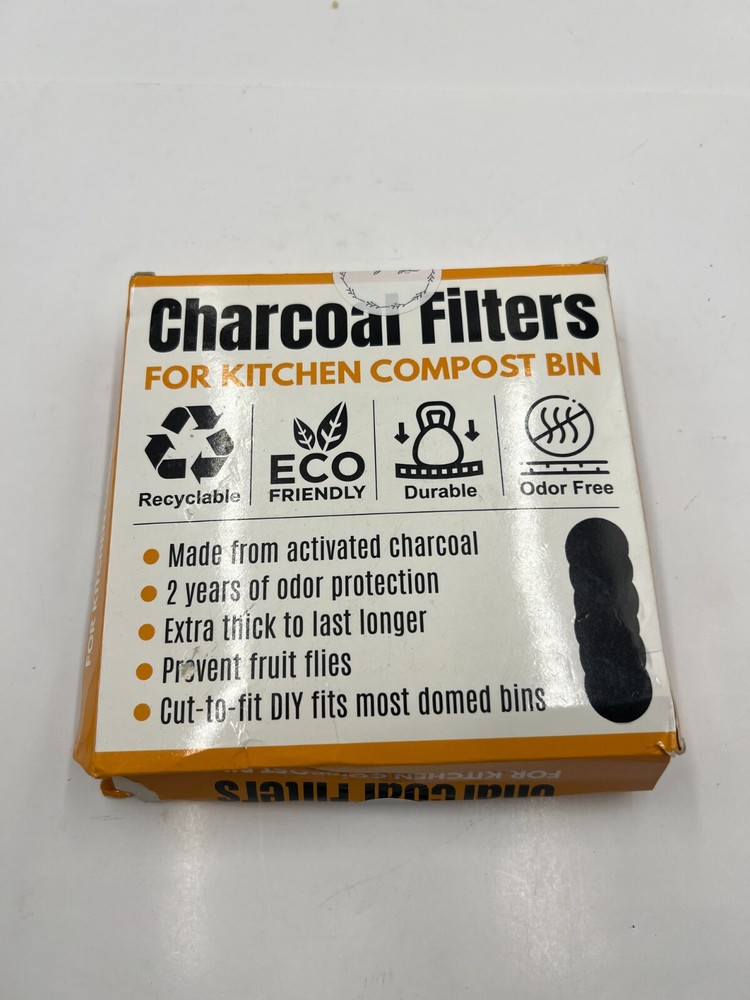 Charcoal Filters
FOR KITCHEN COMPOST BIN
Recyclable
ECO
FRIENDLY
Durable
Odor Free
Made from activated charcoal
2 years of odor protection
Extra thick to last longer
Prevent fruit flies
Cut-to-fit DIY fits most domed bins
FOR KITCHEN COMPOST BIN
Charcoal Filters
FOR KITCHEN